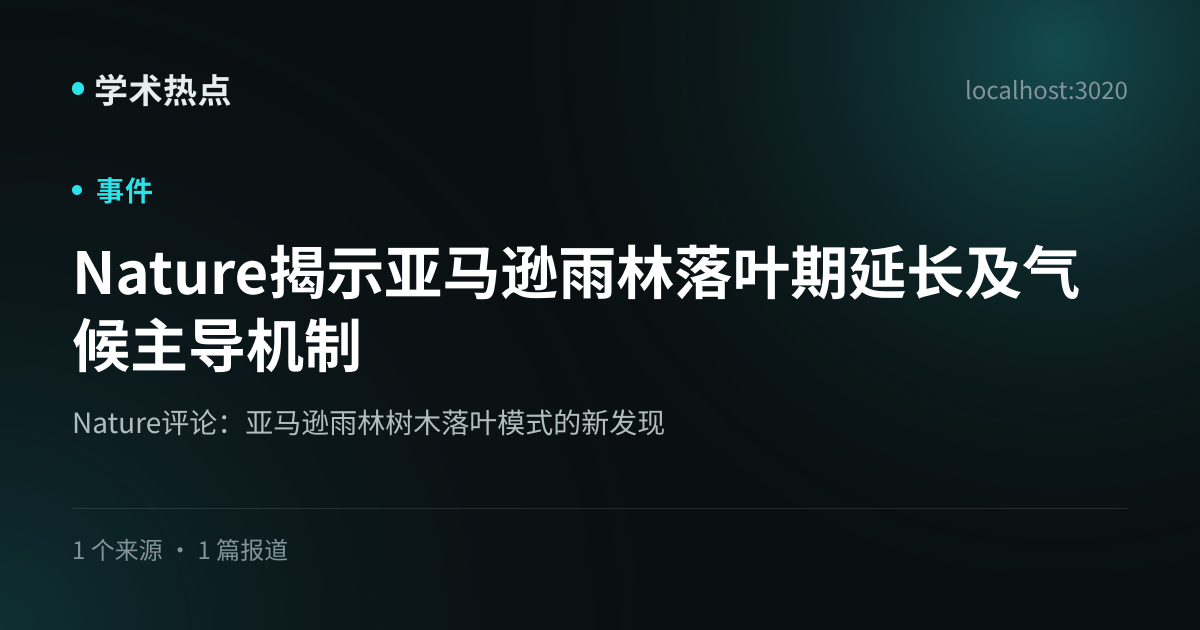 学术热点
localhost:3020
事件
Nature揭示亚马逊雨林落叶期延长及气
候主导机制
Nature评论：亚马逊雨林树木落叶模式的新发现
1 个来源 · 1 篇报道